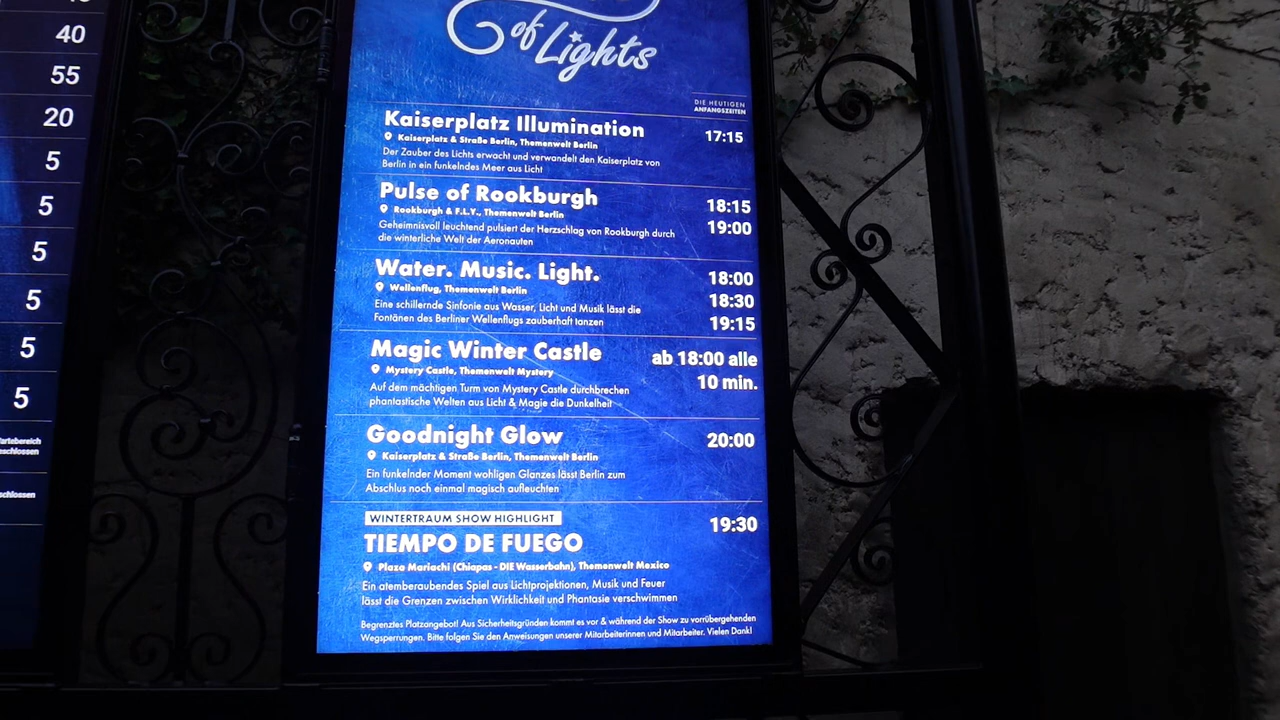 40
55
20
5
5
5
5
5
5
eschlossen
schlossen
of Lights
DIE HEUTIGEN
ANFANGSZEITEN
Kaiserplatz Illumination 17:15
Kaiserplatz & Straße Berlin, Themenwelt Berlin
Der Zauber des Lichts erwacht und verwandelt den Kaiserplatz von
Berlin in ein funkelndes Meer aus Licht
Pulse of Rookburgh 18:15
Rookburgh & F.L.Y., Themenwelt Berlin 19:00
Geheimnisvoll leuchtend pulsiert der Herzschlag von Rookburgh durch
die winterliche Welt der Aeronauten
Water. Music. Light. 18:00
Wellenflug, Themenwelt Berlin 18:30
Eine schillernde Sinfonie aus Wasser, Licht und Musik lässt die
Fontänen des Berliner Wellenflugs zauberhaft tanzen 19:15
Magic Winter Castle ab 18:00 alle
Mystery Castle, Themenwelt Mystery 10 min.
Auf dem mächtigen Turm von Mystery Castle durchbrechen
phantastische Welten aus Licht & Magie die Dunkelheit
Goodnight Glow 20:00
Kaiserplatz & Straße Berlin, Themenwelt Berlin
Ein funkelnder Moment wohligen Glanzes lässt Berlin zum
Abschlus noch einmal magisch aufleuchten
WINTERTRAUM SHOW HIGHLIGHT 19:30
TIEMPO DE FUEGO
Plaza Mariachi (Chiapas - DIE Wasserbahn), Themenwelt Mexico
Ein atemberaubendes Spiel aus Lichtprojektionen, Musik und Feuer
lässt die Grenzen zwischen Wirklichkeit und Phantasie verschwimmen
Begrenztes Platzangebot! Aus Sicherheitsgründen kommt es vor & während der Show zu vorrübergehenden
Wegsperrungen. Bitte folgen Sie den Anweisungen unserer Mitarbeiterinnen und Mitarbeiter. Vielen Dank!